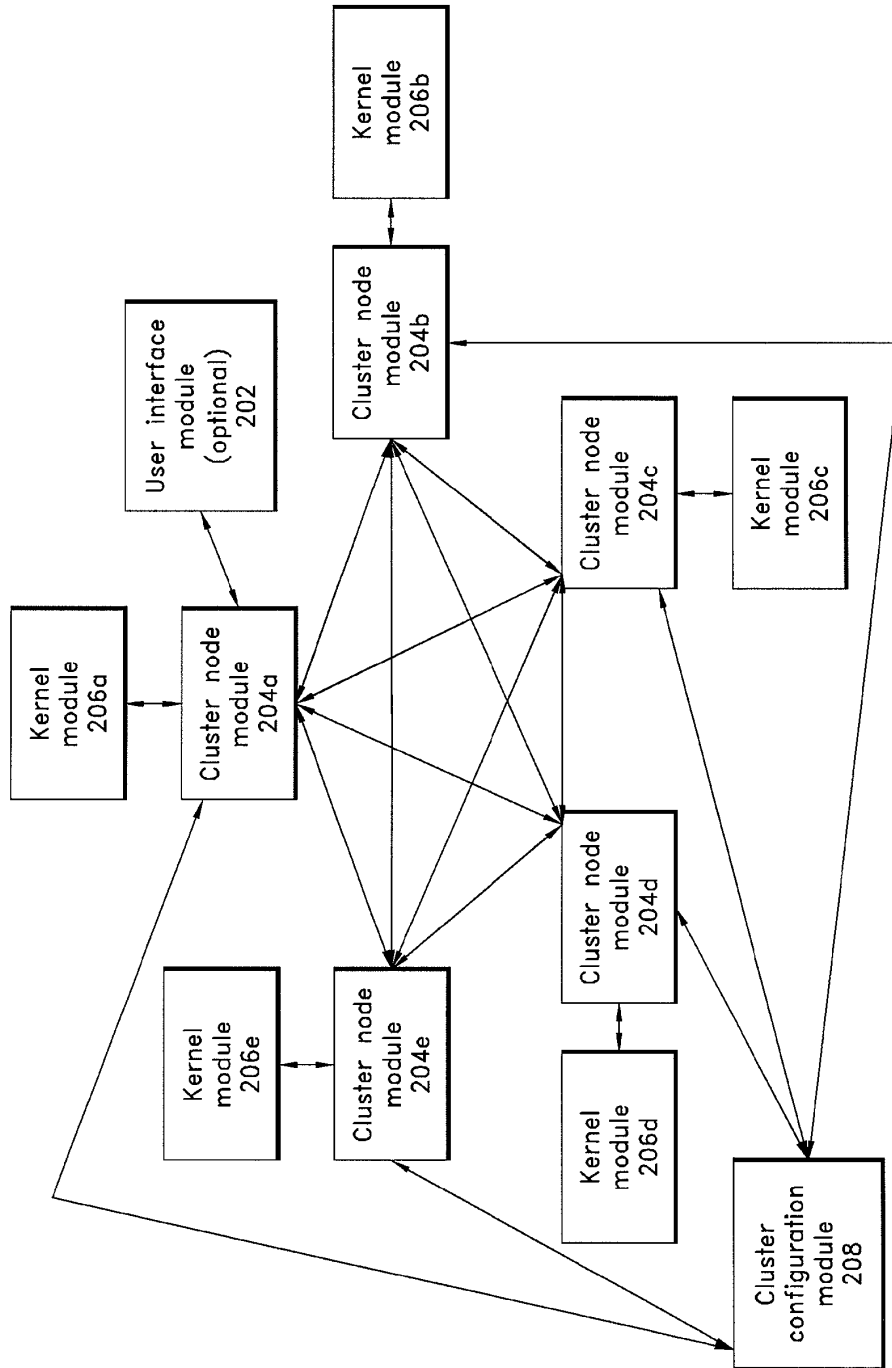 Kernel
module
206a
User interface
module
(optional)
202
Cluster node
module
204a
Kernel
module
206e
Cluster node
module
204e
Cluster node
module
204b
Kernel
module
206b
Kernel
module
206d
Cluster node
module
204d
Cluster node
module
204c
Cluster
configuration
module
208
Kernel
module
206c